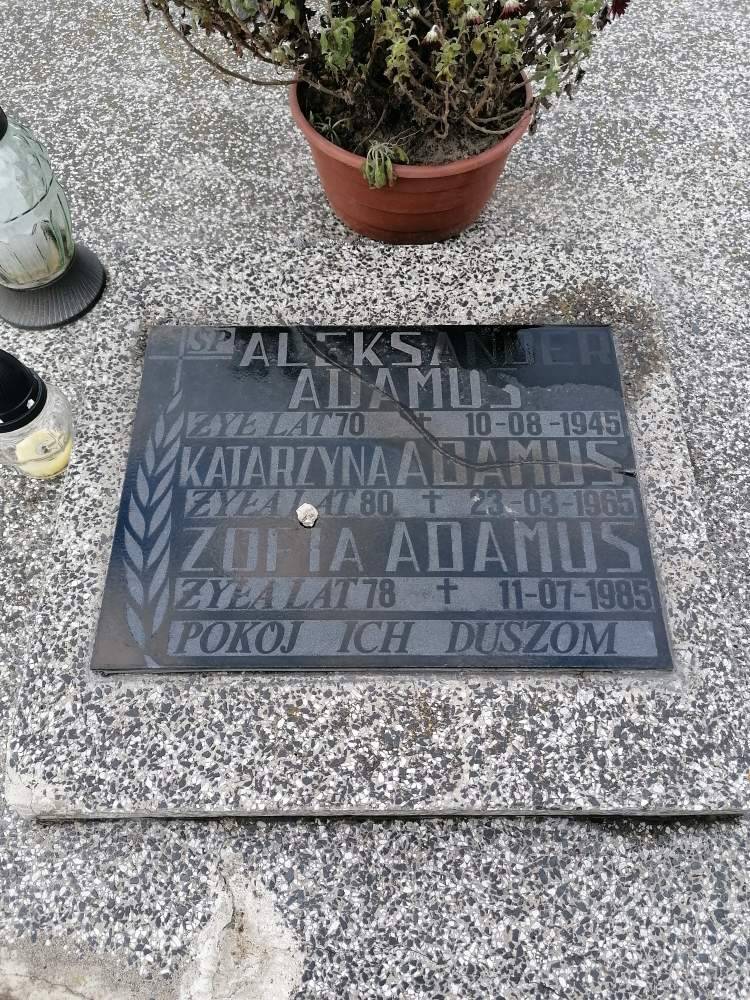 SP ALEKSANDER
ADAMUS
ŻYŁ LAT 70 † 10-08-1945
KATARZYNA ADAMUS
ŻYŁA LAT 80 † 23-03-1965
ZOFIA ADAMUS
ŻYŁA LAT 78 † 11-07-1985
POKÓJ ICH DUSZOM